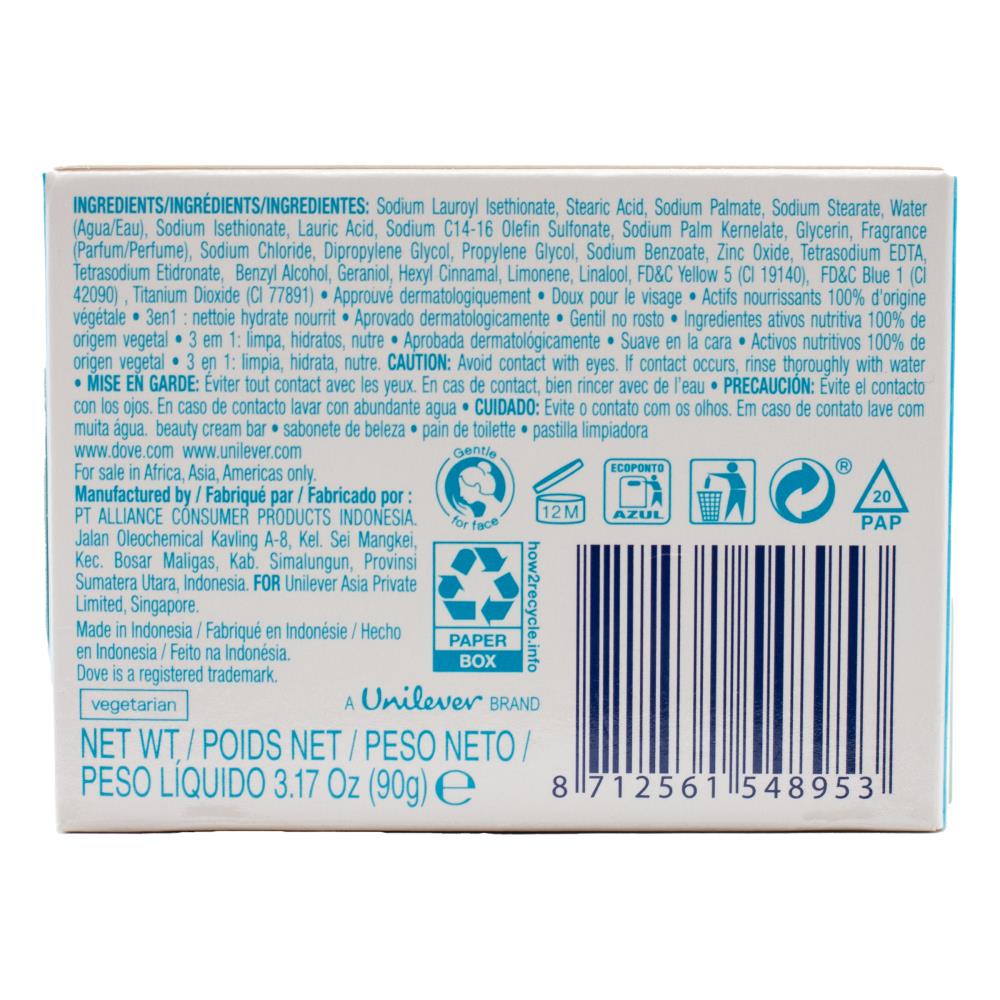 INGREDIENTS/INGRÉDIENTS/INGREDIENTES: Sodium Lauroyl Isethionate, Stearic Acid, Sodium Palmate, Sodium Stearate, Water
(Agua/Eau), Sodium Isethionate, Lauric Acid, Sodium C14-16 Olefin Sulfonate, Sodium Palm Kernelate, Glycerin, Fragrance
(Parfum/Perfume), Sodium Chloride, Dipropylene Glycol, Propylene Glycol, Sodium Benzoate, Zinc Oxide, Tetrasodium EDTA,
Tetrasodium Etidronate, Benzyl Alcohol, Geraniol, Hexyl Cinnamal, Limonene, Linalool, FD&C Yellow 5 (CI 19140), FD&C Blue 1 (CI
42090) , Titanium Dioxide (CI 77891) • Approuvé dermatologiquement • Doux pour le visage • Actifs nourrissants 100% d'origine
végétale • 3en1 : nettoie hydrate nourrit • Aprovado dermatologicamente • Gentil no rosto • Ingredientes ativos nutritiva 100% de
origem vegetal • 3 em 1: limpa, hidratos, nutre • Aprobada dermatológicamente • Suave en la cara • Activos nutritivos 100% de
origen vegetal • 3 en 1: limpia, hidrata, nutre. CAUTION: Avoid contact with eyes. If contact occurs, rinse thoroughly with water
• MISE EN GARDE: Éviter tout contact avec les yeux. En cas de contact, bien rincer avec de l'eau • PRECAUCIÓN: Evite el contacto
con los ojos. En caso de contacto lavar con abundante agua • CUIDADO: Evite o contato com os olhos. Em caso de contato lave com
muita água. beauty cream bar • sabonete de beleza • pain de toilette • pastilla limpiadora
www.dove.com www.unilever.com
For sale in Africa, Asia, Americas only.
Manufactured by / Fabriqué par / Fabricado por :
PT ALLIANCE CONSUMER PRODUCTS INDONESIA.
Jalan Oleochemical Kavling A-8, Kel. Sei Mangkei,
Kec. Bosar Maligas, Kab. Simalungun, Provinsi
Sumatera Utara, Indonesia. FOR Unilever Asia Private
Limited, Singapore.
Made in Indonesia / Fabriqué en Indonésie / Hecho
en Indonesia / Feito na Indonésia.
Dove is a registered trademark.
vegetarian
Gentle
for face
12M
ECOPONTO
AZUL
®
20
PAP
how2recycle.info
PAPER
BOX
A Unilever BRAND
NET WT / POIDS NET / PESO NETO /
PESO LÍQUIDO 3.17 Oz (90g) e
8 712561 548953